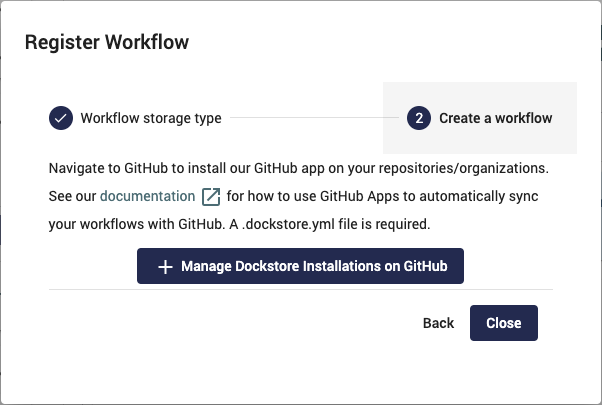 Register Workflow
Workflow storage type
2 Create a workflow
Navigate to GitHub to install our GitHub app on your repositories/organizations.
See our documentation for how to use GitHub Apps to automatically sync
your workflows with GitHub. A .dockstore.yml file is required.
+ Manage Dockstore Installations on GitHub
Back Close